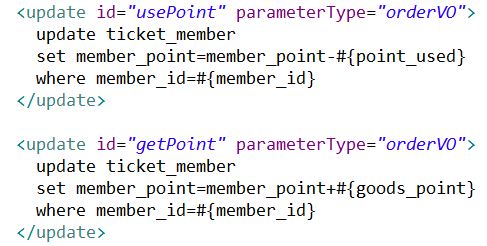 <update id="usePoint" parameterType="orderVO">
update ticket_member
set member_point=member_point-#{point_used}
where member_id=#{member_id}
</update>
<update id="getPoint" parameterType="orderVO">
update ticket_member
set member_point=member_point+#{goods_point}
where member_id=#{member_id}
</update>